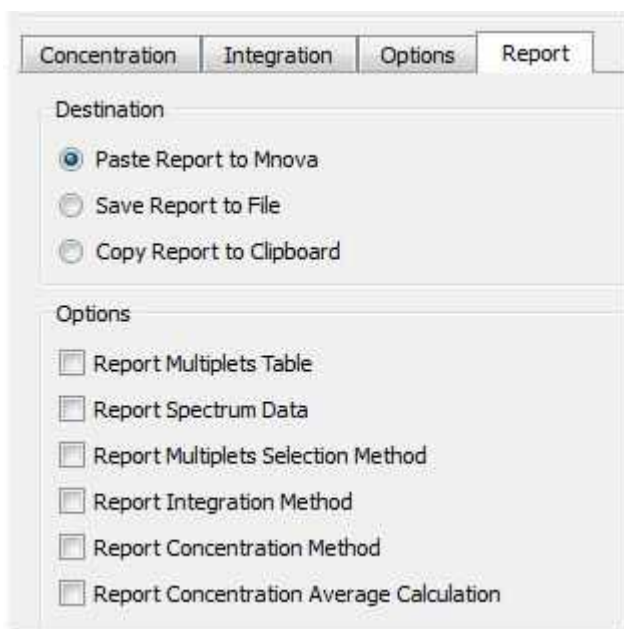 Concentration Integration Options Report
Destination
Paste Report to Mnova
Save Report to File
Copy Report to Clipboard
Options
Report Multiplets Table
Report Spectrum Data
Report Multiplets Selection Method
Report Integration Method
Report Concentration Method
Report Concentration Average Calculation